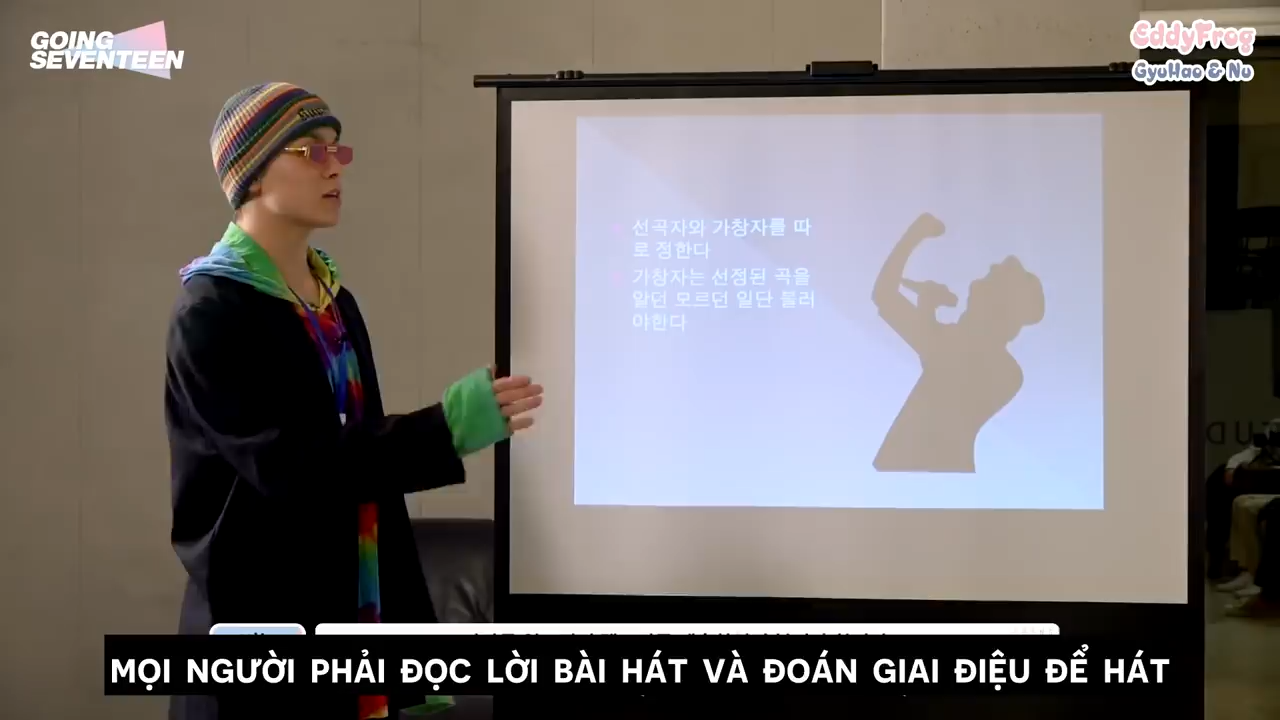 GOING
SEVENTEEN
EddyFrog
GyuHao & Nu
선곡자와 가창자를 따
로 정한다
가창자는 선정된 곡을
알던 모르던 일단 불러
야한다
MỌI NGƯỜI PHẢI ĐỌC LỜI BÀI HÁT VÀ ĐOÁN GIAI ĐIỆU ĐỂ HÁT